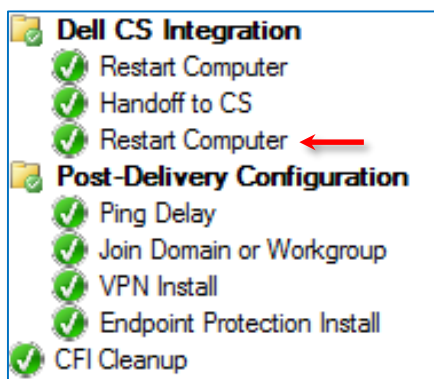 Dell CS Integration
Restart Computer
Handoff to CS
Restart Computer
Post-Delivery Configuration
Ping Delay
Join Domain or Workgroup
VPN Install
Endpoint Protection Install
CFI Cleanup